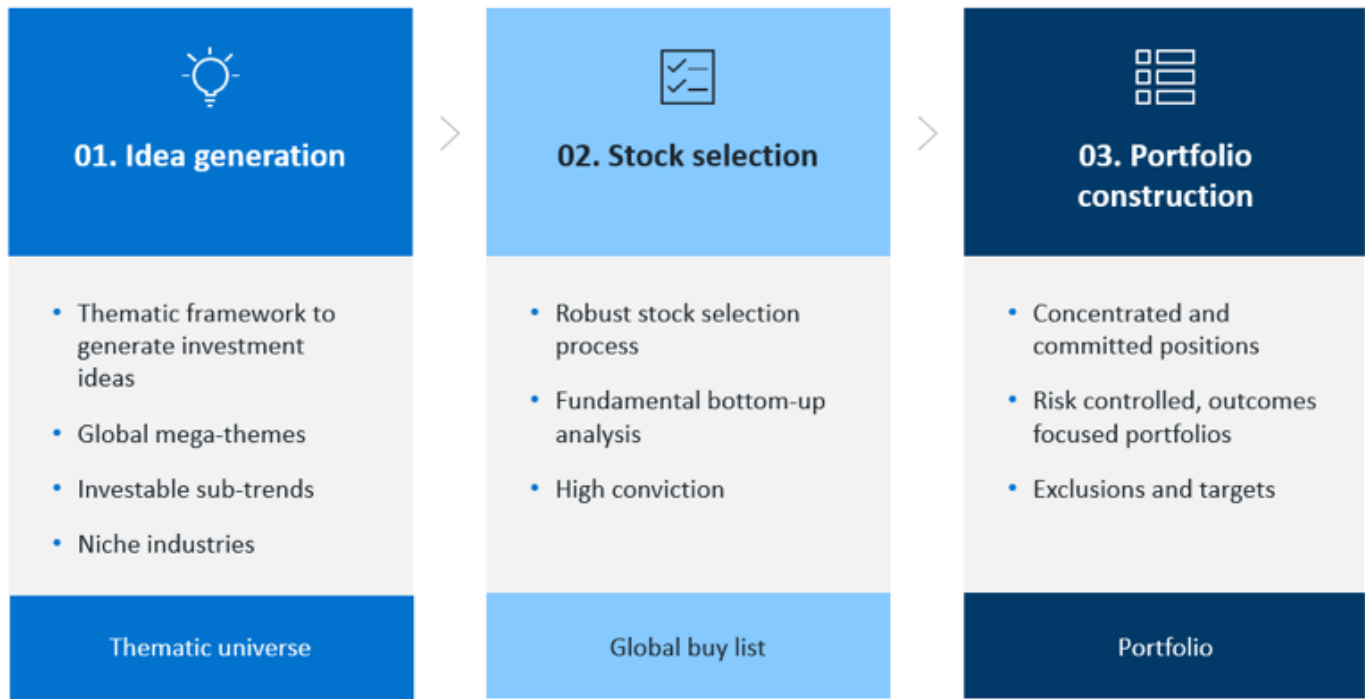 01. Idea generation
• Thematic framework to
generate investment
ideas
• Global mega-themes
• Investable sub-trends
• Niche industries
Thematic universe
02. Stock selection
• Robust stock selection
process
• Fundamental bottom-up
analysis
• High conviction
Global buy list
03. Portfolio
construction
• Concentrated and
committed positions
• Risk controlled, outcomes
focused portfolios
• Exclusions and targets
Portfolio